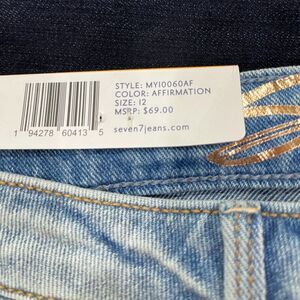 STYLE: MYI0060AF
COLOR: AFFIRMATION
SIZE: 12
MSRP: $69.00
1 94278 60413 5
seven7jeans.com